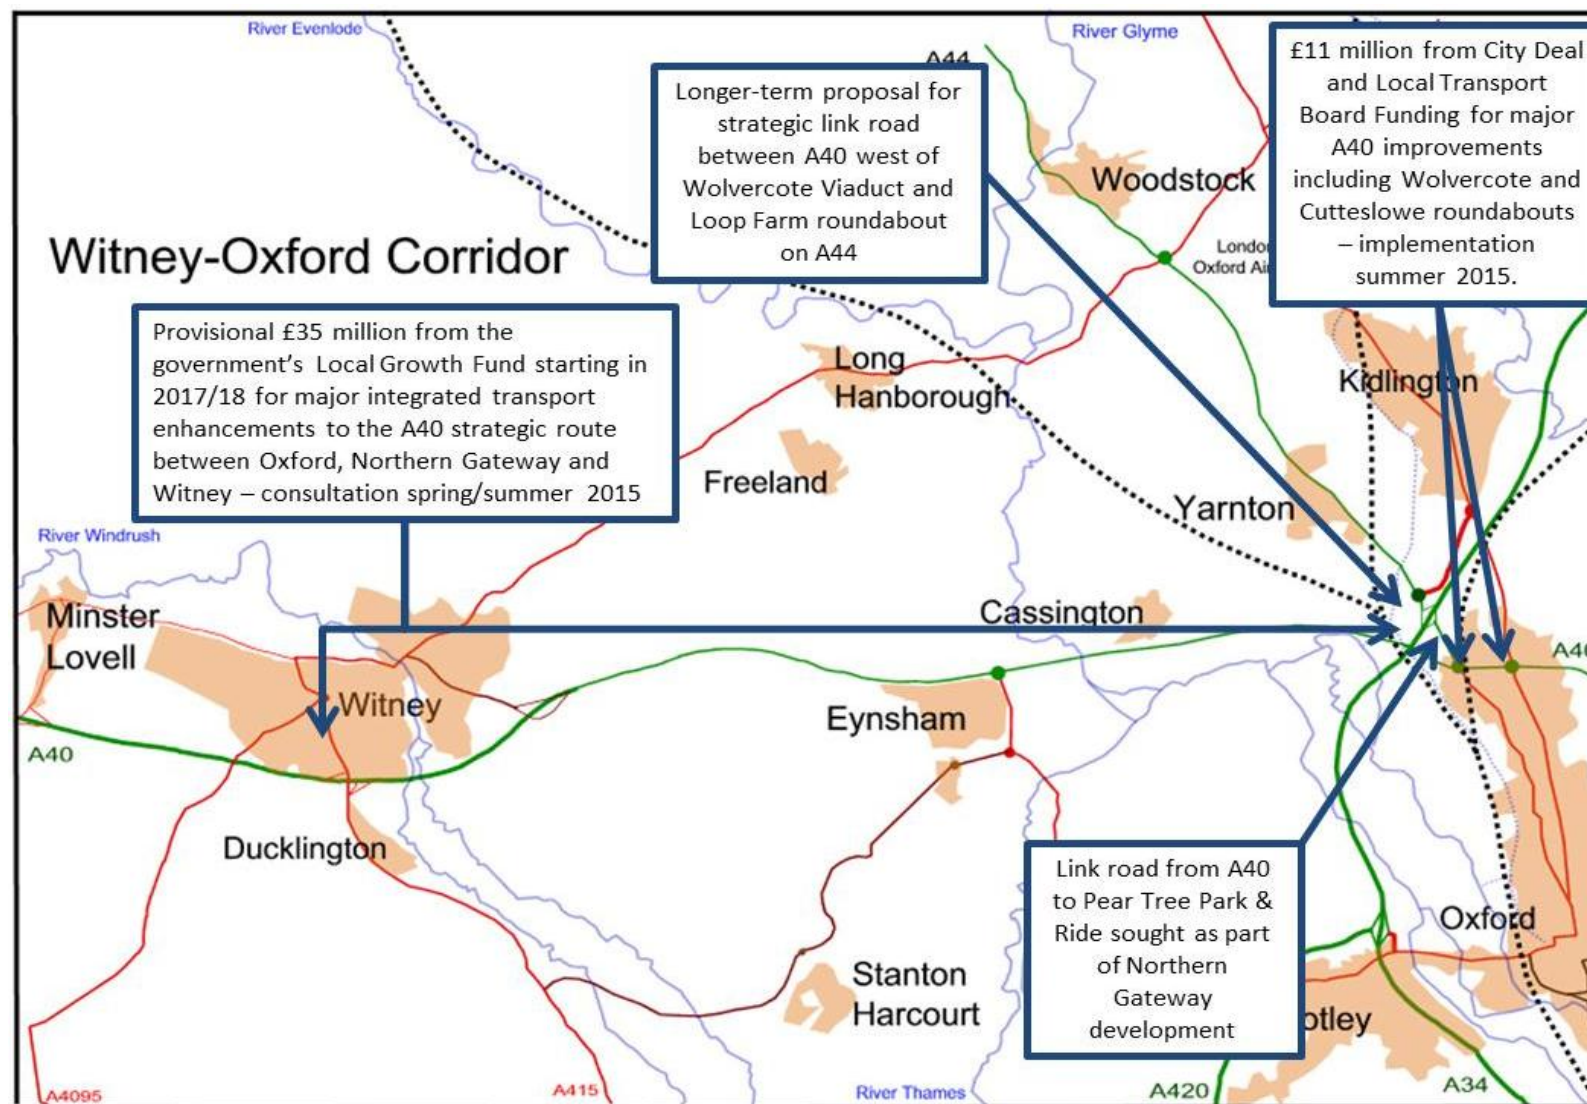 River Evenlode
River Glyme
A44
£11 million from City Deal
and Local Transport
Board Funding for major
A40 improvements
including Wolvercote and
Cutteslowe roundabouts
– implementation
summer 2015.
Longer-term proposal for
strategic link road
between A40 west of
Wolvercote Viaduct and
Loop Farm roundabout
on A44
Woodstock
Witney-Oxford Corridor
Oxford
Provisional £35 million from the
government’s Local Growth Fund starting in
2017/18 for major integrated transport
enhancements to the A40 strategic route
between Oxford, Northern Gateway and
Witney – consultation spring/summer 2015
Long
Hanborough
Kidlington
Freeland
Yarnton
River Windrush
Minster
Lovell
Cassington
Witney
Eynsham
A40
Ducklington
Link road from A40
to Pear Tree Park &
Ride sought as part
of Northern
Gateway
development
Oxford
Stanton
Harcourt
otley
A4095
A415
River Thames
A420
A34